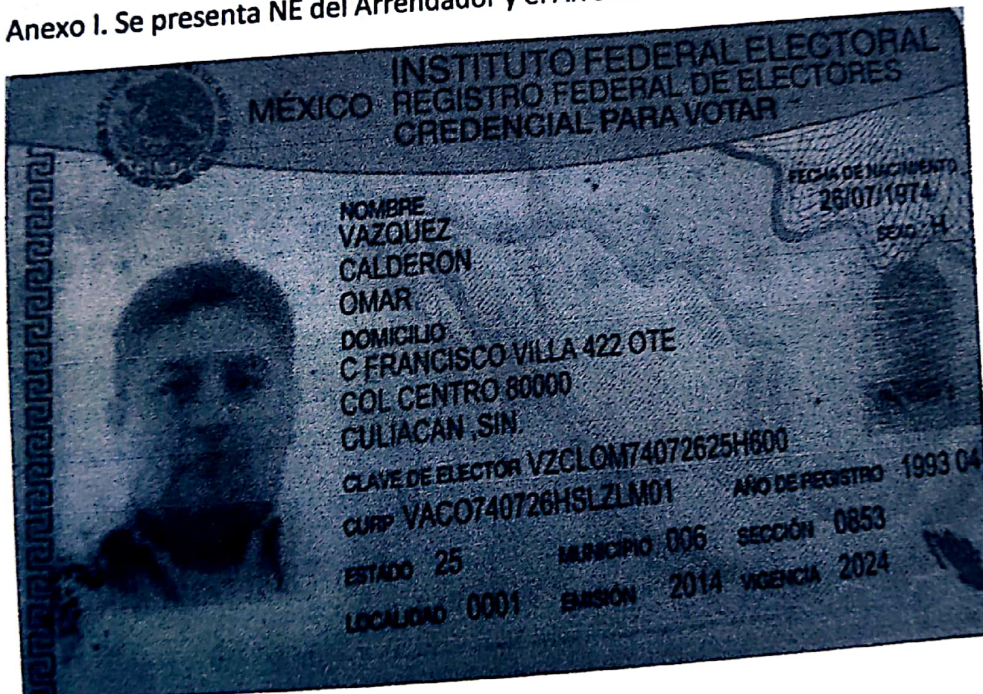 Anexo I. Se presenta NE del Arrendador y el
INSTITUTO FEDERAL ELECTORAL
MÉXICO REGISTRO FEDERAL DE ELECTORES
CREDENCIAL PARA VOTAR
FECHA DE NACIMIENTO
26/07/1974
SEXO H
NOMBRE
VAZQUEZ
CALDERON
OMAR
DOMICILIO
C FRANCISCO VILLA 422 OTE
COL CENTRO 80000
CULIACAN ,SIN.
CLAVE DE ELECTOR VZCLOM74072625H600
CURP VACO740726HSLZLM01 AÑO DE REGISTRO 1993 04
ESTADO 25 MUNICIPIO 006 SECCIÓN 0853
LOCALIDAD 0001 EMISIÓN 2014 VIGENCIA 2024